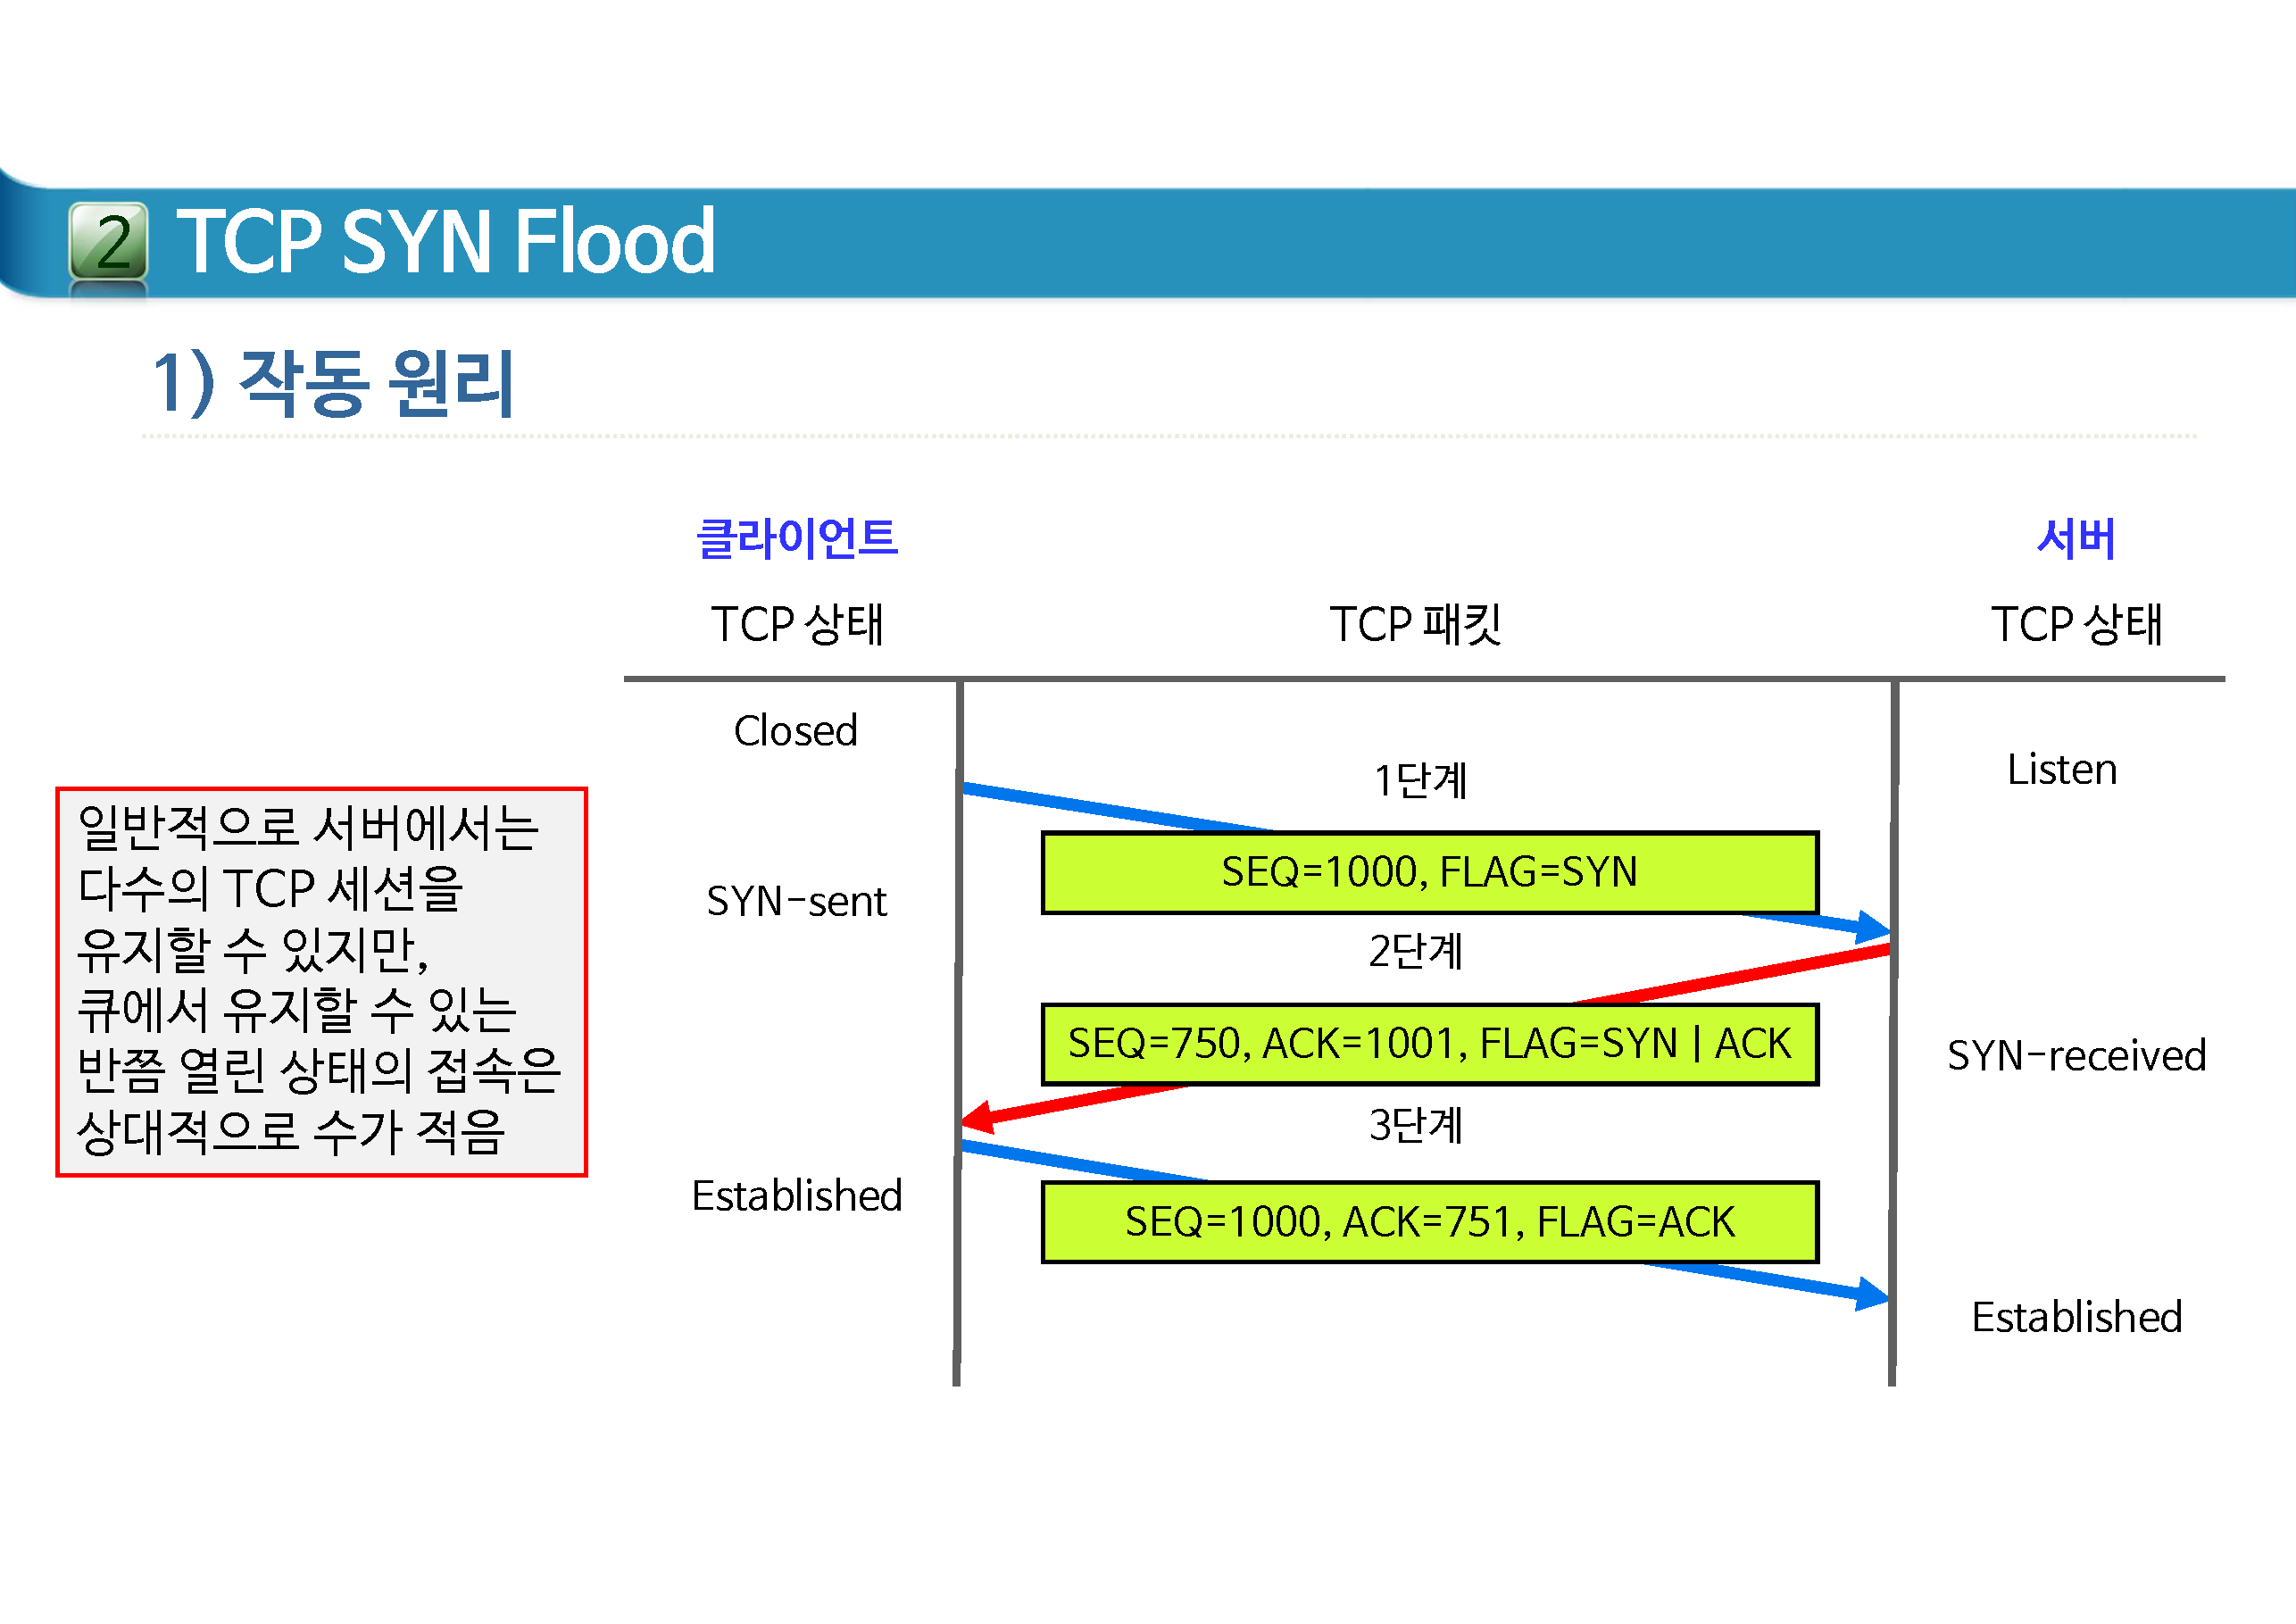 2 TCP SYN Flood
1) 작동 원리
클라이언트 서버
TCP 상태 TCP 패킷 TCP 상태
Closed
Listen
1단계
SEQ=1000, FLAG=SYN
SYN-sent
2단계
SEQ=750, ACK=1001, FLAG=SYN | ACK
SYN-received
3단계
Established
SEQ=1000, ACK=751, FLAG=ACK
Established
일반적으로 서버에서는
다수의 TCP 세션을
유지할 수 있지만,
큐에서 유지할 수 있는
반쯤 열린 상태의 접속은
상대적으로 수가 적음